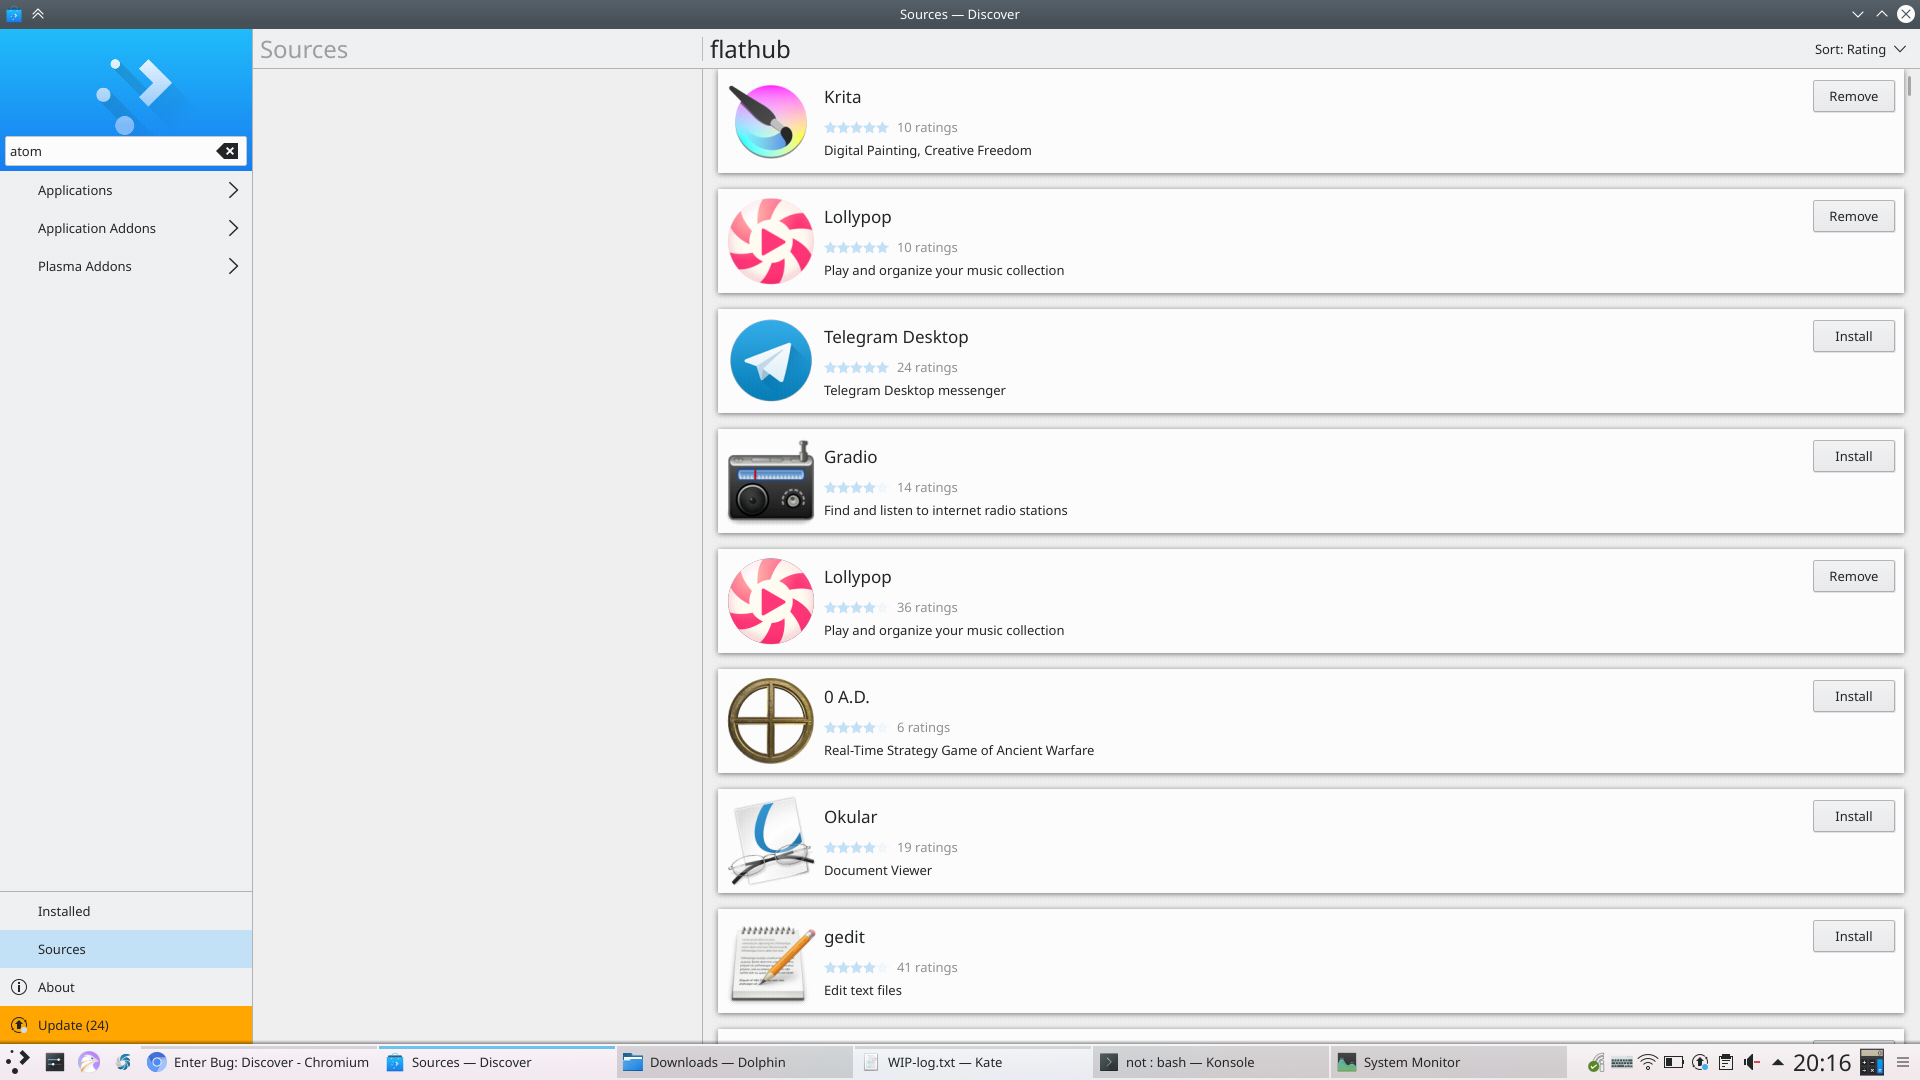 Sources — Discover
Sources
flathub
Sort: Rating
atom
Applications
Application Addons
Plasma Addons
Installed
Sources
About
Update (24)
Krita
10 ratings
Digital Painting, Creative Freedom
Remove
Lollypop
10 ratings
Play and organize your music collection
Remove
Telegram Desktop
24 ratings
Telegram Desktop messenger
Install
Gradio
14 ratings
Find and listen to internet radio stations
Install
Lollypop
36 ratings
Play and organize your music collection
Remove
0 A.D.
6 ratings
Real-Time Strategy Game of Ancient Warfare
Install
Okular
19 ratings
Document Viewer
Install
gedit
41 ratings
Edit text files
Install
Enter Bug: Discover - Chromium
Sources — Discover
Downloads — Dolphin
WIP-log.txt — Kate
not : bash — Konsole
System Monitor
20:16